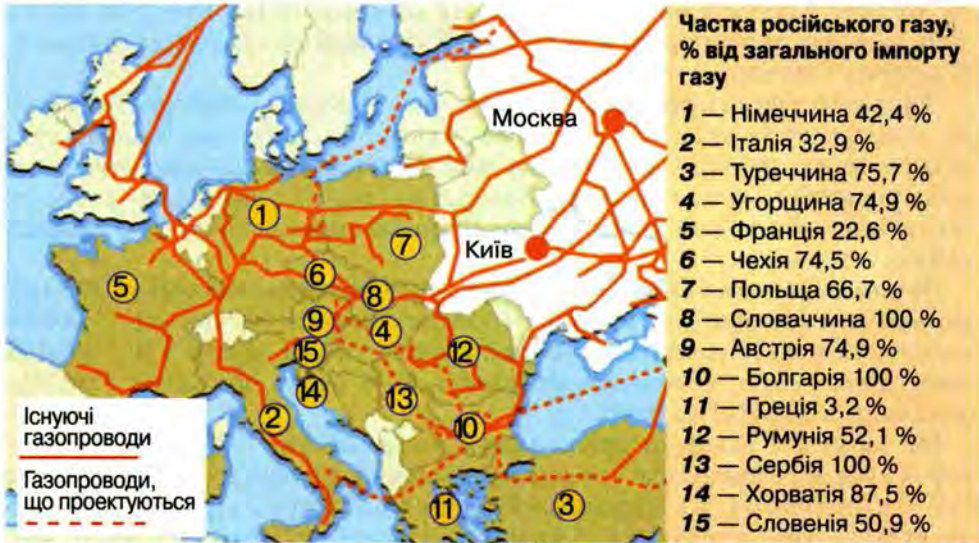 Частка російського газу,
% від загального імпорту
газу
1 — Німеччина 42,4 %
2 — Італія 32,9 %
3 — Туреччина 75,7 %
4 — Угорщина 74,9 %
5 — Франція 22,6 %
6 — Чехія 74,5 %
7 — Польща 66,7 %
8 — Словаччина 100 %
9 — Австрія 74,9 %
10 — Болгарія 100 %
11 — Греція 3,2 %
12 — Румунія 52,1 %
13 — Сербія 100 %
14 — Хорватія 87,5 %
15 — Словенія 50,9 %
Москва
Київ
1
7
6
5
8
9
4
12
15
14
13
2
10
11
3
Існуючі
газопроводи
Газопроводи,
що проектуються